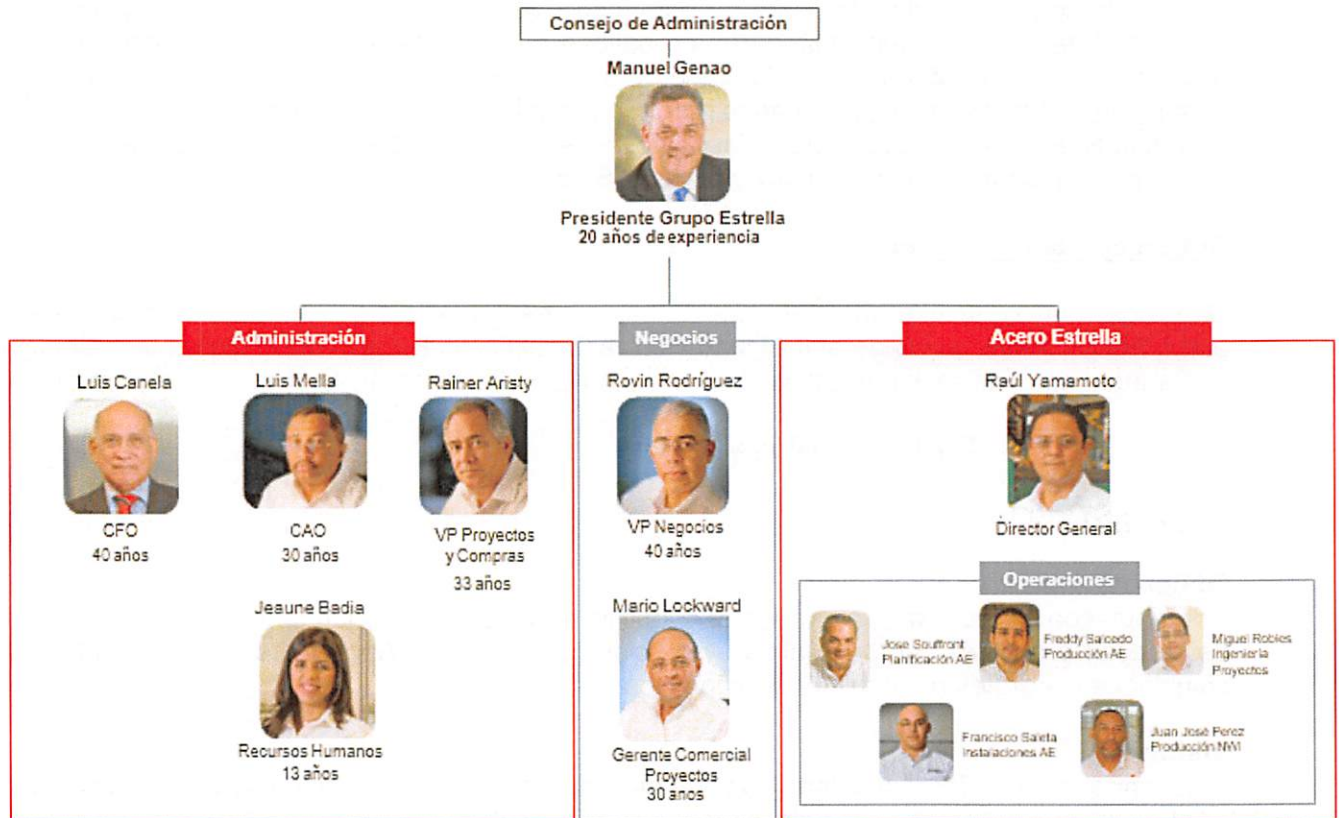 Consejo de Administración
Manuel Genao
Presidente Grupo Estrella
20 años de experiencia
Administración
Luis Canela
CFO
40 años
Luis Mella
CAO
30 años
Rainer Aristy
VP Proyectos
y Compras
33 años
Jeaune Badia
Recursos Humanos
13 años
Negocios
Rovin Rodríguez
VP Negocios
40 años
Mario Lockward
Gerente Comercial
Proyectos
30 años
Acero Estrella
Raúl Yamamoto
Director General
Operaciones
Jose Souffront
Planificación AE
Freddy Salcedo
Producción AE
Miguel Robles
Ingeniería
Proyectos
Francisco Saleta
Instalaciones AE
Juan José Perez
Producción NWI